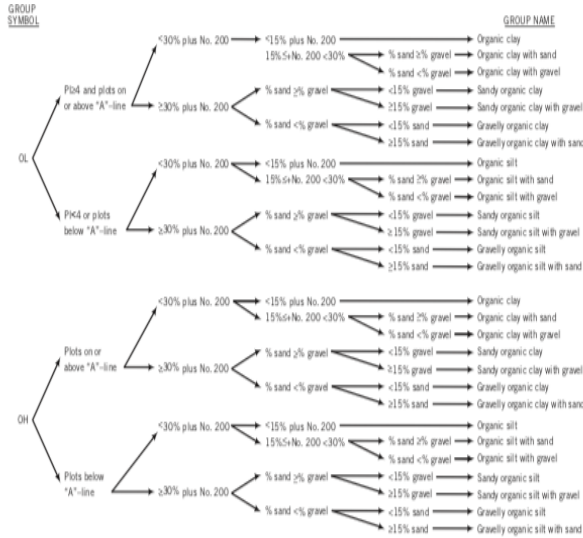 GROUP SYMBOL
GROUP NAME
<30% plus No. 200
<15% plus No. 200
Organic clay
15%≤+No. 200 <30%
% sand ≥% gravel
Organic clay with sand
% sand <% gravel
Organic clay with gravel
PI≥4 and plots on or above "A"-line
≥30% plus No. 200
% sand ≥% gravel
<15% gravel
Sandy organic clay
≥15% gravel
Sandy organic clay with gravel
% sand <% gravel
<15% sand
Gravelly organic clay
≥15% sand
Gravelly organic clay with sand
OL
<30% plus No. 200
<15% plus No. 200
Organic silt
15%≤+No. 200 <30%
% sand ≥% gravel
Organic silt with sand
% sand <% gravel
Organic silt with gravel
PI<4 or plots below "A"-line
≥30% plus No. 200
% sand ≥% gravel
<15% gravel
Sandy organic silt
≥15% gravel
Sandy organic silt with gravel
% sand <% gravel
<15% sand
Gravelly organic silt
≥15% sand
Gravelly organic silt with sand
<30% plus No. 200
<15% plus No. 200
Organic clay
15%≤+No. 200 <30%
% sand ≥% gravel
Organic clay with sand
% sand <% gravel
Organic clay with gravel
Plots on or above "A"-line
≥30% plus No. 200
% sand ≥% gravel
<15% gravel
Sandy organic clay
≥15% gravel
Sandy organic clay with gravel
% sand <% gravel
<15% sand
Gravelly organic clay
≥15% sand
Gravelly organic clay with sand
OH
<30% plus No. 200
<15% plus No. 200
Organic silt
15%≤+No. 200 <30%
% sand ≥% gravel
Organic silt with sand
% sand <% gravel
Organic silt with gravel
Plots below "A"-line
≥30% plus No. 200
% sand ≥% gravel
<15% gravel
Sandy organic silt
≥15% gravel
Sandy organic silt with gravel
% sand <% gravel
<15% sand
Gravelly organic silt
≥15% sand
Gravelly organic silt with sand